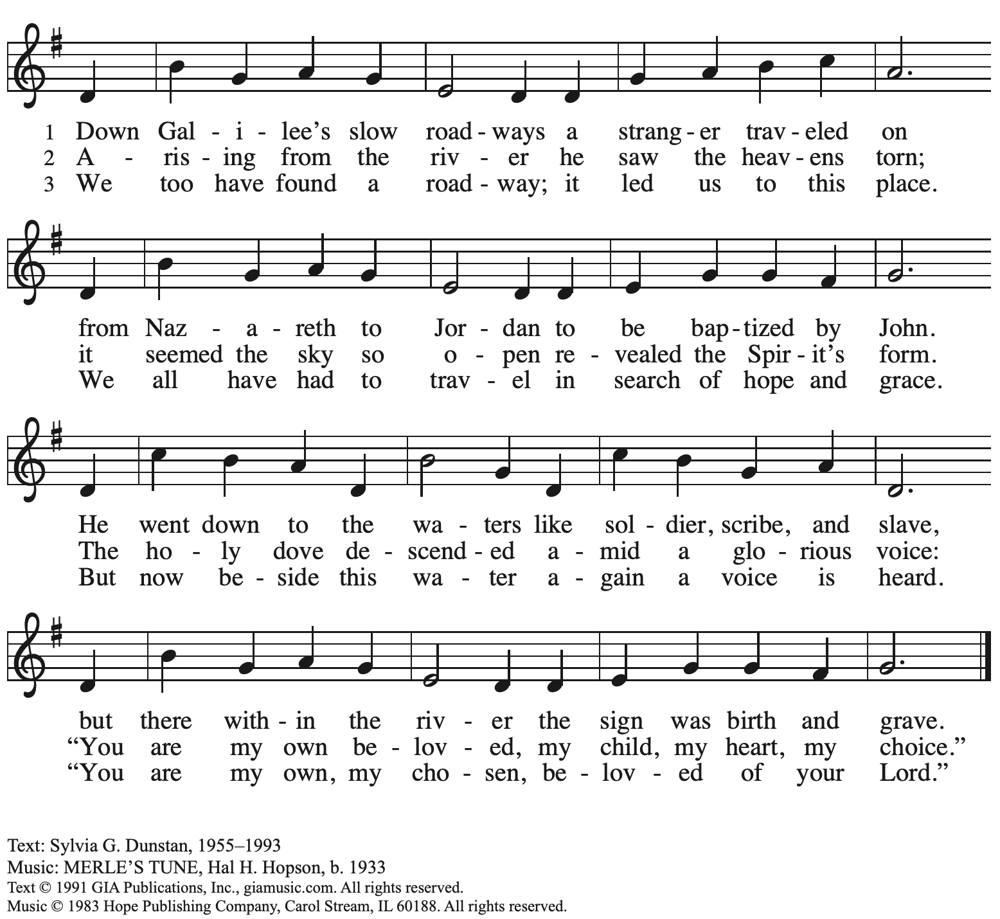 1 Down Gal - i - lee’s slow road - ways a strang - er trav - eled on
2 A - ris - ing from the riv - er he saw the heav - ens torn;
3 We too have found a road - way; it led us to this place.
from Naz - a - reth to Jor - dan to be bap - tized by John.
it seemed the sky so o - pen re - vealed the Spir - it’s form.
We all have had to trav - el in search of hope and grace.
He went down to the wa - ters like sol - dier, scribe, and slave,
The ho - ly dove de - scend - ed a - mid a glo - rious voice:
But now be - side this wa - ter a - gain a voice is heard.
but there with - in the riv - er the sign was birth and grave.
“You are my own be - lov - ed, my child, my heart, my choice.”
“You are my own, my cho - sen, be - lov - ed of your Lord.”
Text: Sylvia G. Dunstan, 1955–1993
Music: MERLE’S TUNE, Hal H. Hopson, b. 1933
Text © 1991 GIA Publications, Inc., giamusic.com. All rights reserved.
Music © 1983 Hope Publishing Company, Carol Stream, IL 60188. All rights reserved.